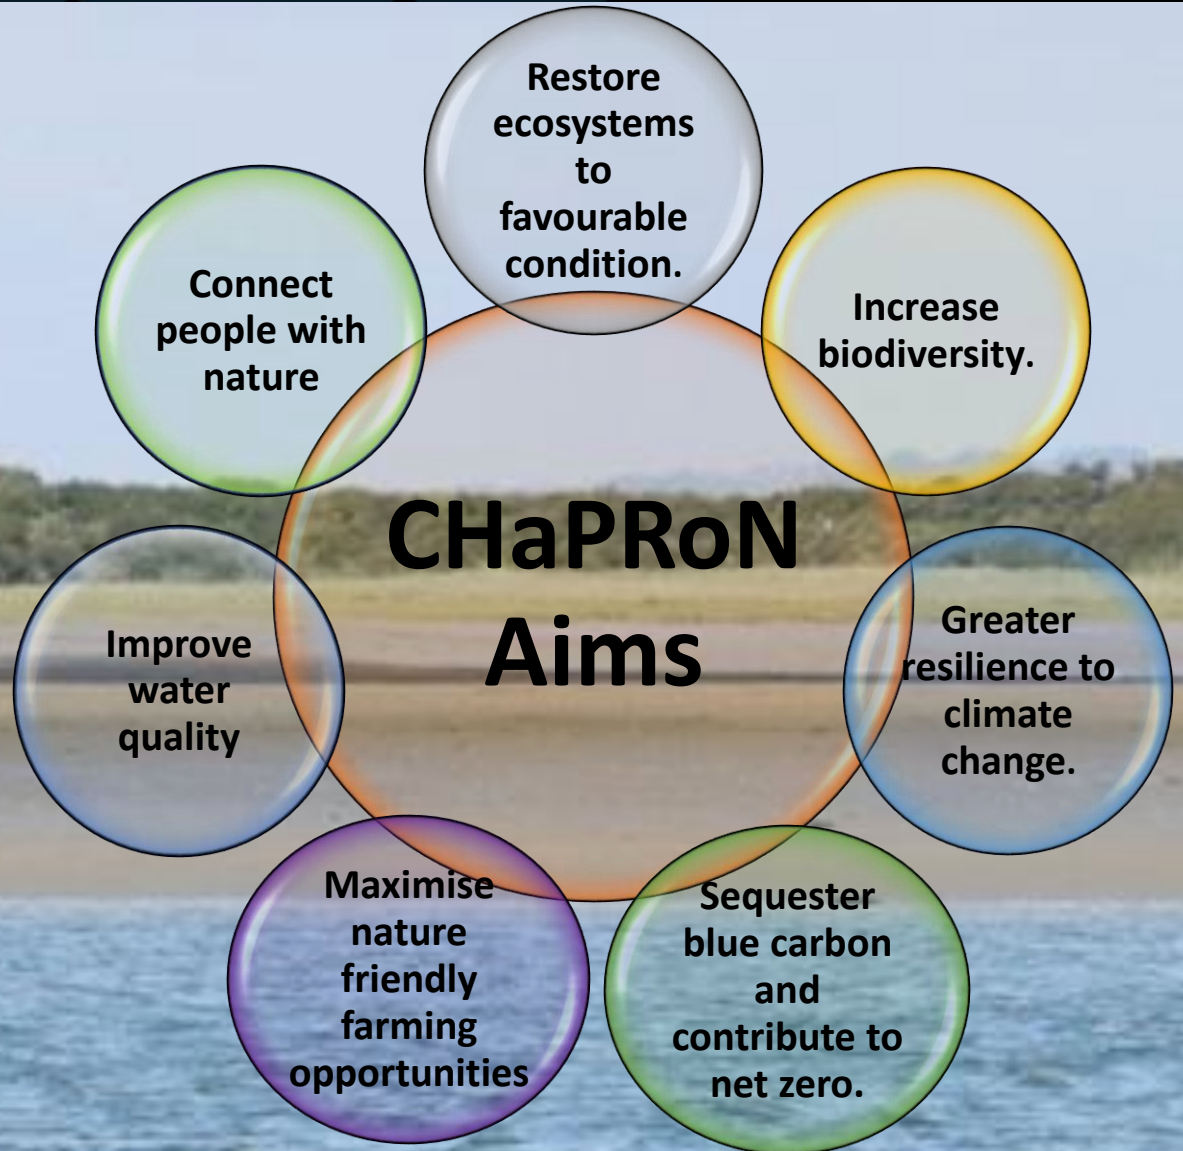 Restore
ecosystems
to
favourable
condition.
Increase
biodiversity.
Greater
resilience to
climate
change.
Sequester
blue carbon
and
contribute to
net zero.
Maximise
nature
friendly
farming
opportunities
Improve
water
quality
Connect
people with
nature
CHaPRoN
Aims